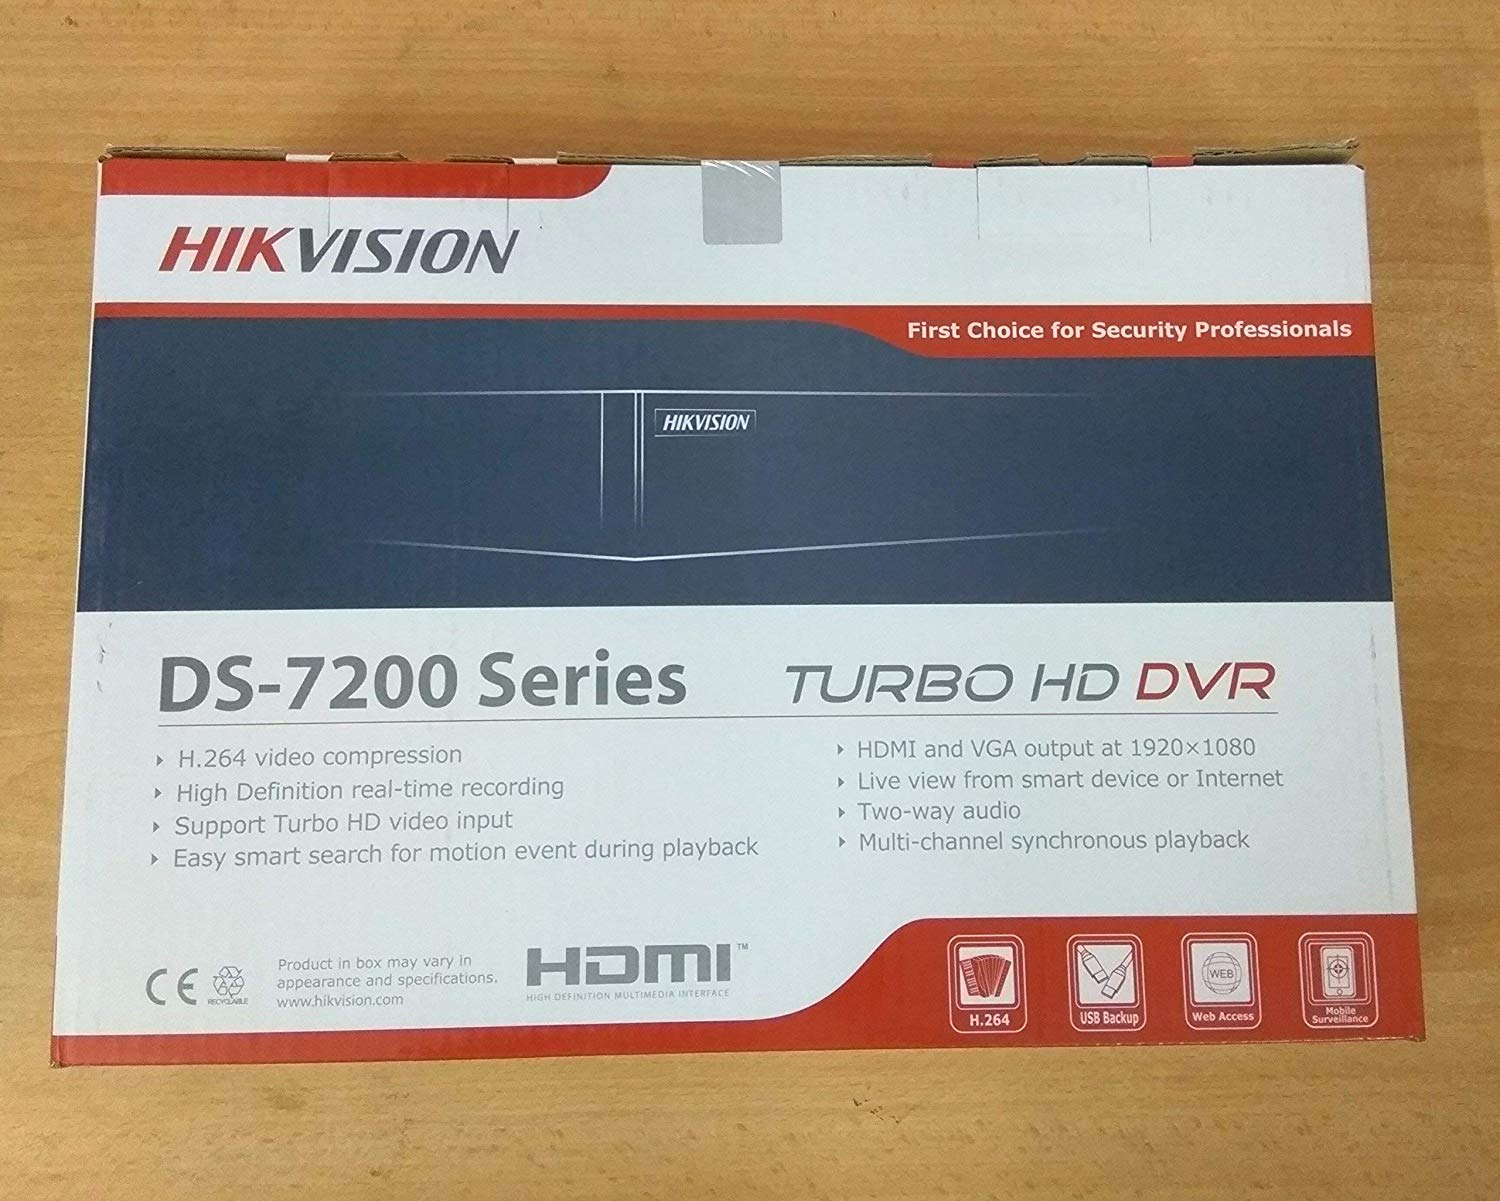 HIKVISION
First Choice for Security Professionals
HIKVISION
DS-7200 Series
TURBO HD DVR
H.264 video compression
High Definition real-time recording
Support Turbo HD video input
Easy smart search for motion event during playback
HDMI and VGA output at 1920×1080
Live view from smart device or Internet
Two-way audio
Multi-channel synchronous playback
CE
RECYCLABLE
Product in box may vary in
appearance and specifications.
www.hikvision.com
HDMI™
HIGH DEFINITION MULTIMEDIA INTERFACE
H.264
USB Backup
WEB
Web Access
Mobile
Surveillance